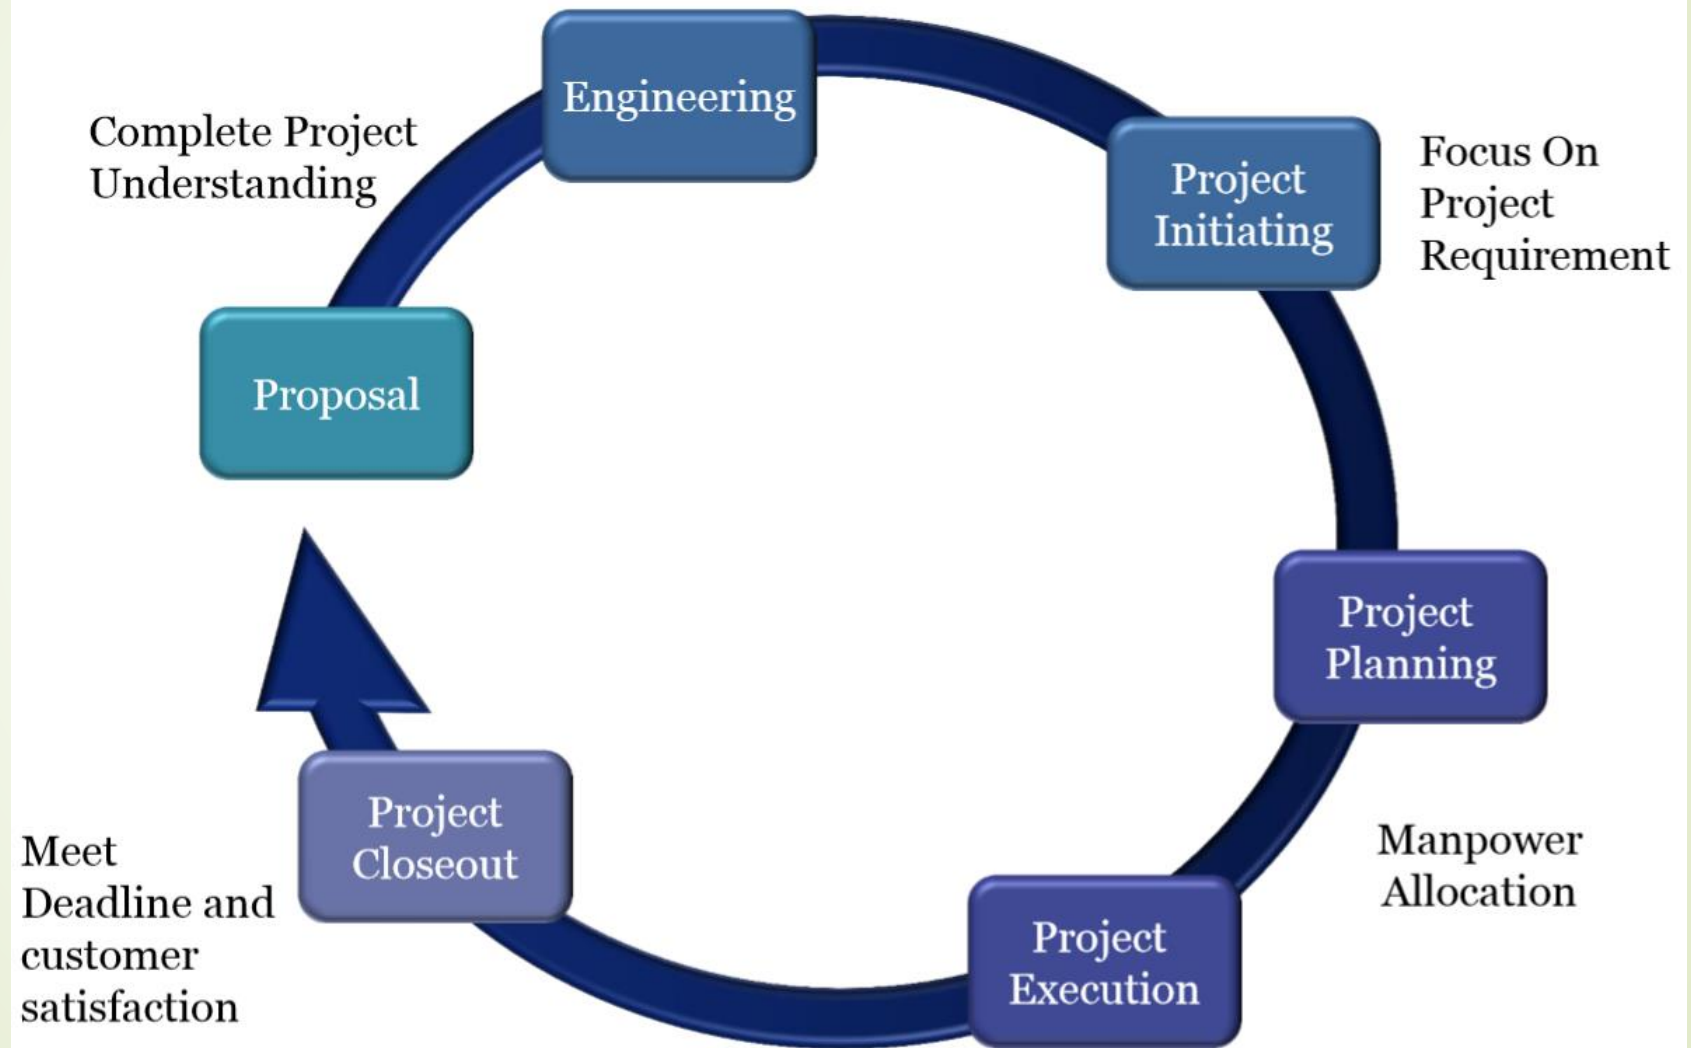 Engineering
Complete Project
Understanding
Project
Initiating
Focus On
Project
Requirement
Proposal
Project
Planning
Project
Closeout
Manpower
Allocation
Meet
Deadline and
customer
satisfaction
Project
Execution